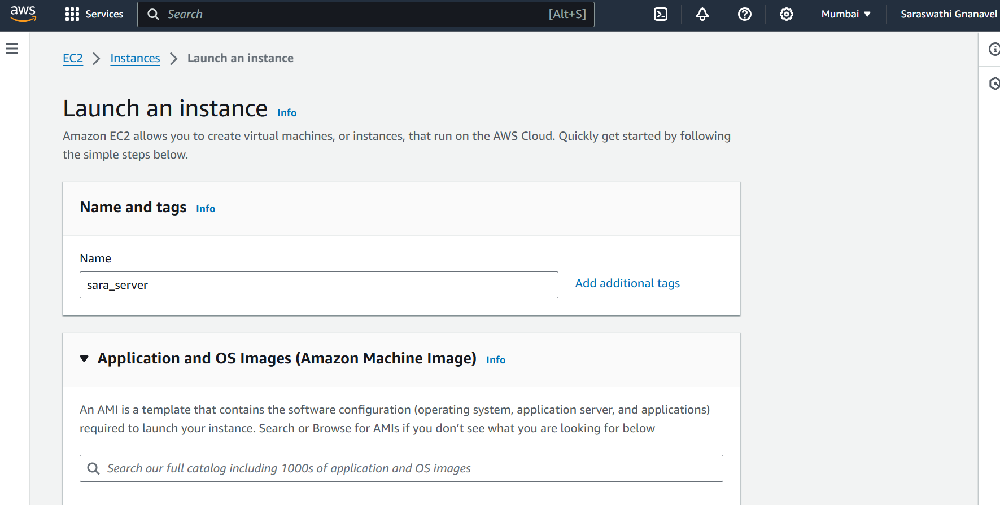 aws Services Search [Alt+S] Mumbai Saraswathi Gnanavel
EC2 Instances Launch an instance
Launch an instance Info
Amazon EC2 allows you to create virtual machines, or instances, that run on the AWS Cloud. Quickly get started by following
the simple steps below.
Name and tags Info
Name
sara_server
Add additional tags
Application and OS Images (Amazon Machine Image) Info
An AMI is a template that contains the software configuration (operating system, application server, and applications)
required to launch your instance. Search or Browse for AMIs if you don’t see what you are looking for below
Search our full catalog including 1000s of application and OS images